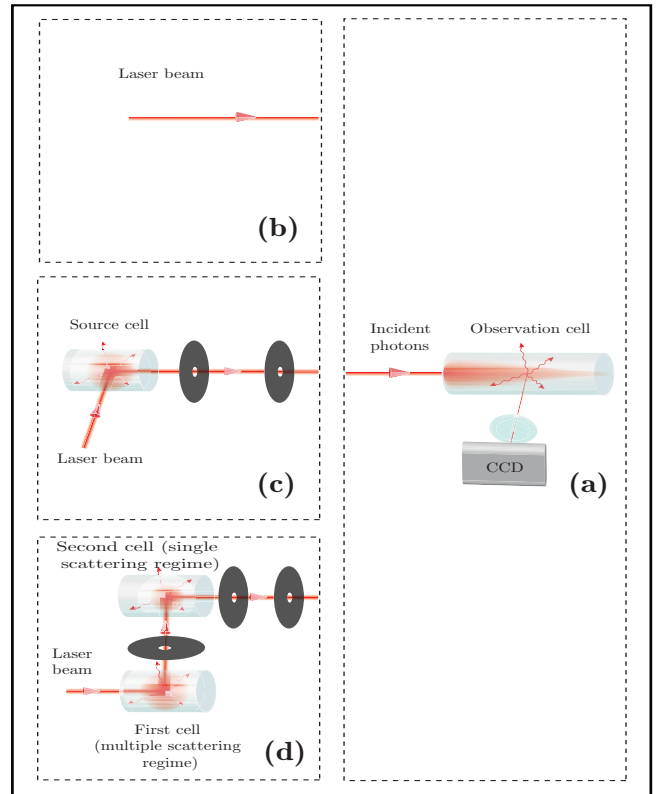 Laser beam
(b)
Source cell
Laser beam
(c)
Second cell (single
scattering regime)
Laser
beam
First cell
(multiple scattering
regime)
(d)
Incident
photons
Observation cell
CCD
(a)